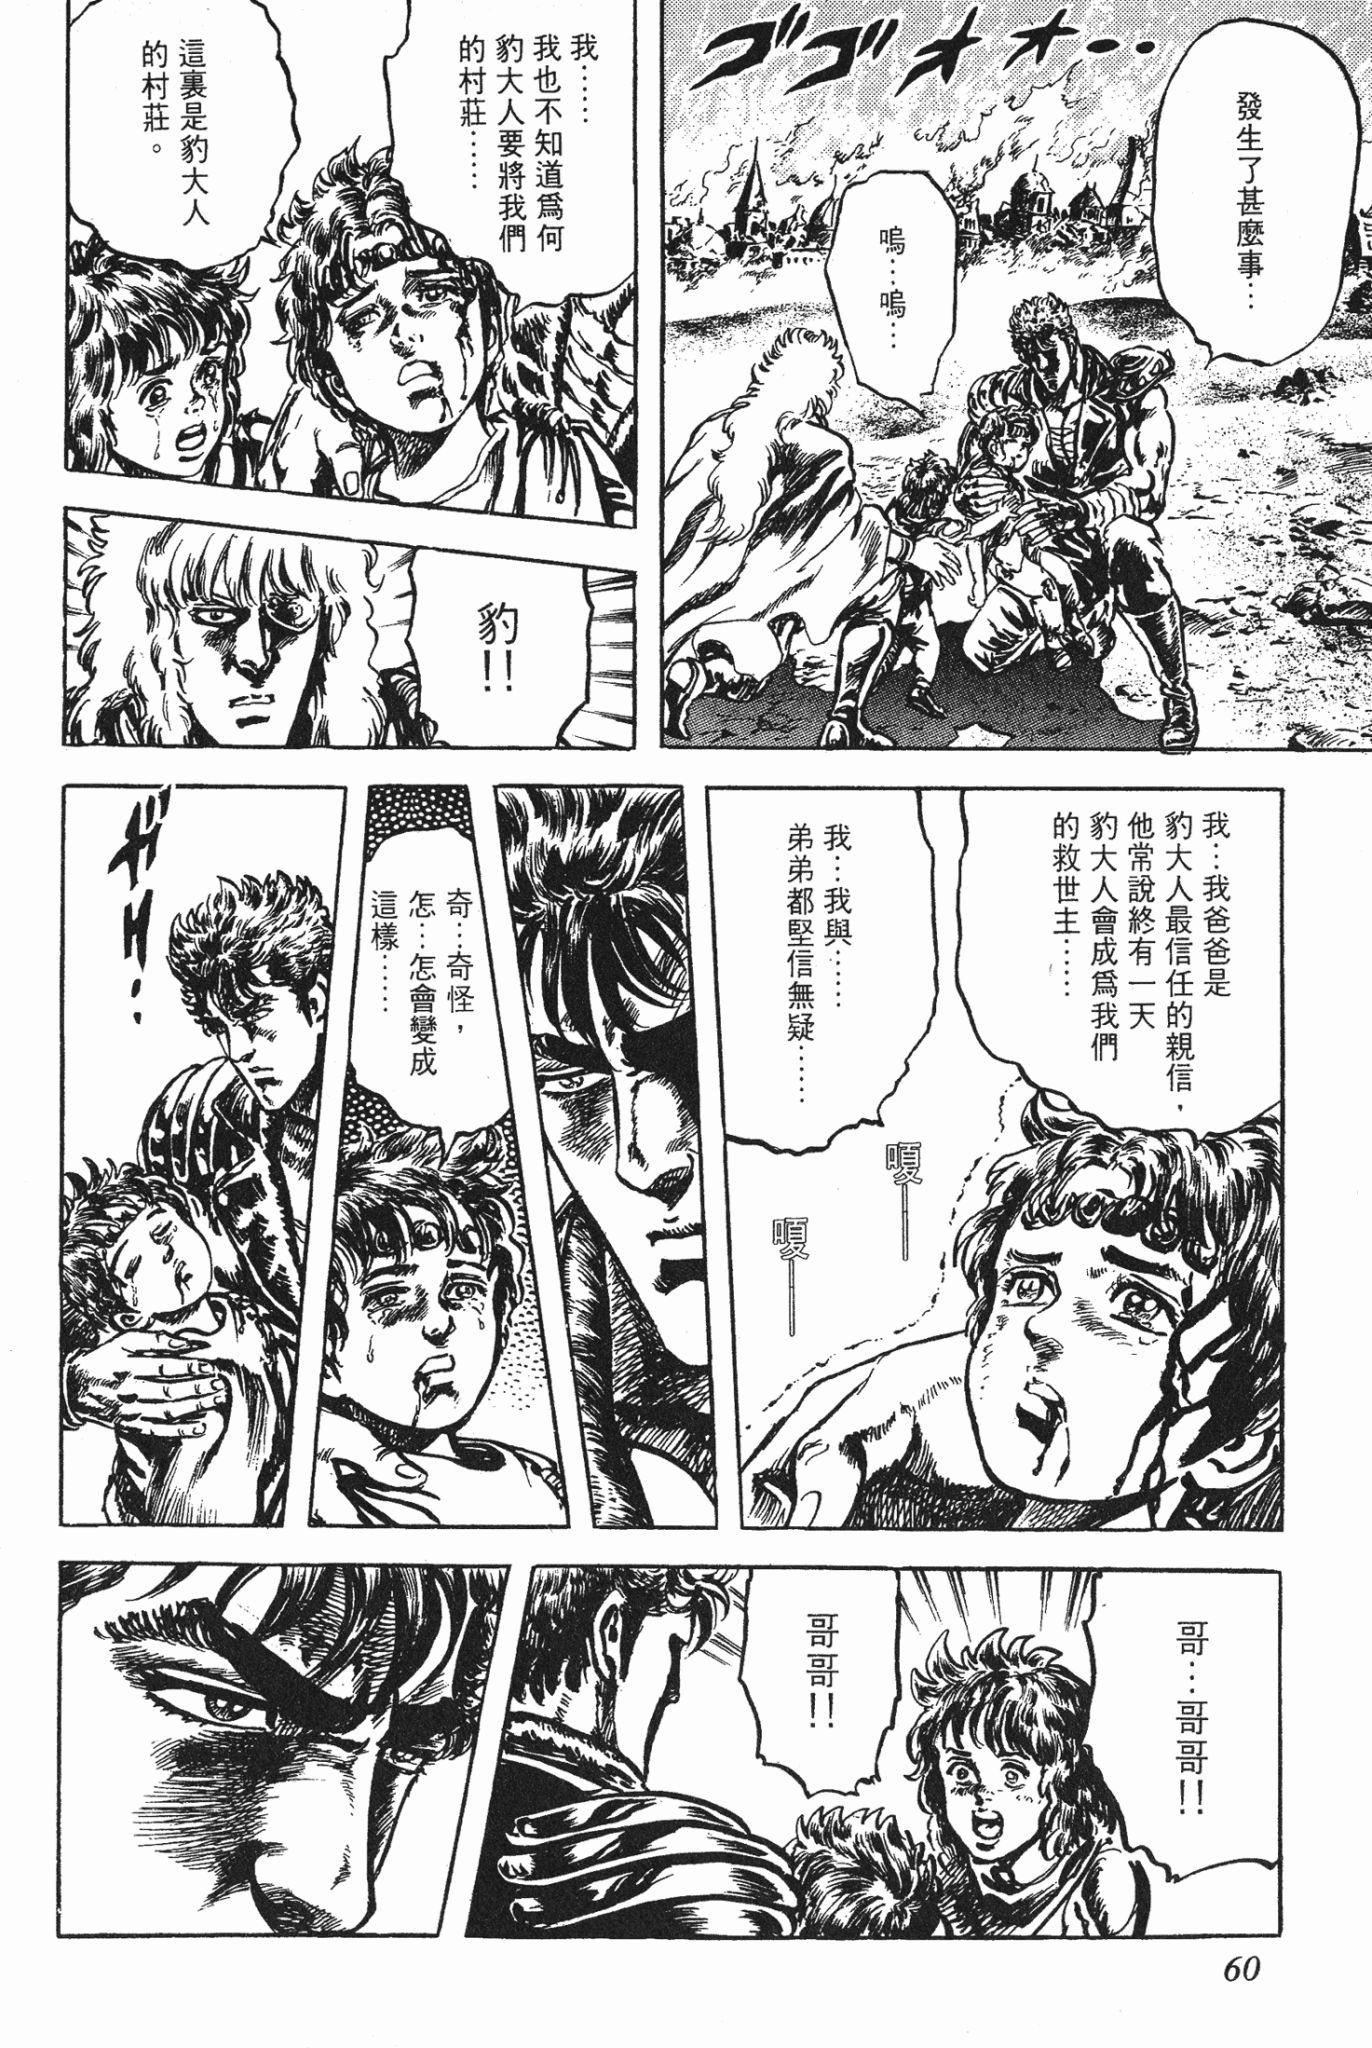 ゴゴゴオオ‥
發生了甚麼事…
嗚…嗚…
我……
我也不知道爲何
豹大人要將我們
的村莊……
這裏是豹大人
的村莊。
豹!!
我…我爸爸是
豹大人最信任的親信，
他常說終有一天
豹大人會成爲我們
的救世主……
我…我與……
弟弟都堅信無疑……
嗄——
嗄——
奇…奇怪，
怎…怎會變成
這樣……
ガ‥
哥…哥哥!!
哥哥!!
60